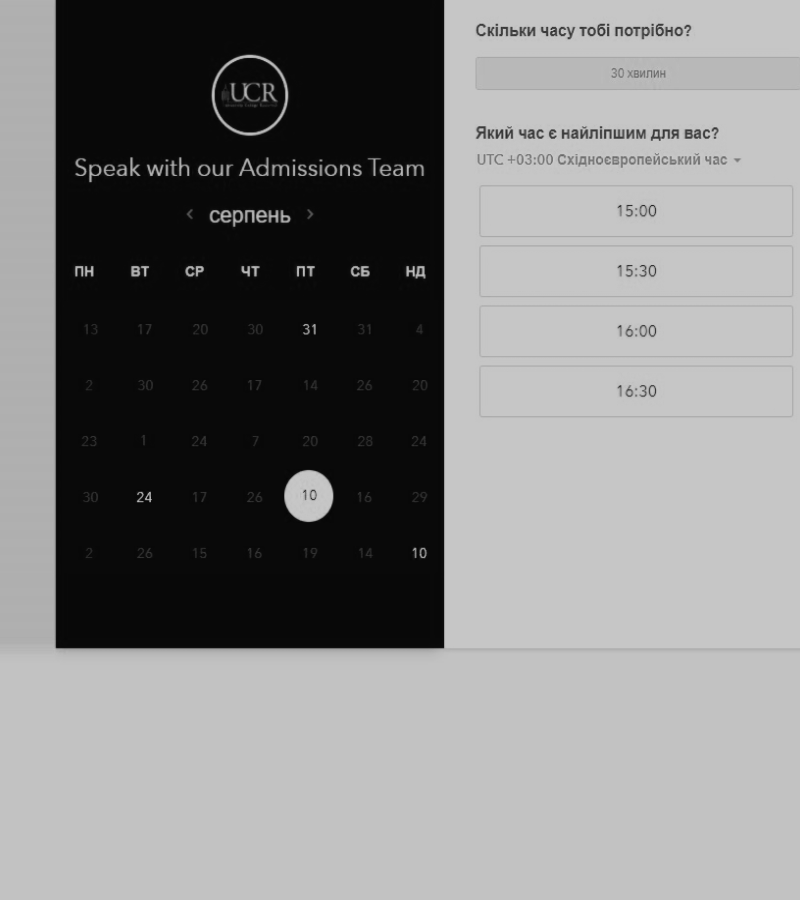 UCR
Speak with our Admissions Team
серпень
ПН ВТ СР ЧТ ПТ СБ НД
13 17 20 30 31 31 4
2 30 26 17 14 26 20
23 1 24 7 20 28 24
30 24 17 26 10 16 29
2 26 15 16 19 14 10
Скільки часу тобі потрібно?
30 хвилин
Який час є найліпшим для вас?
UTC +03:00 Східноєвропейський час
15:00
15:30
16:00
16:30